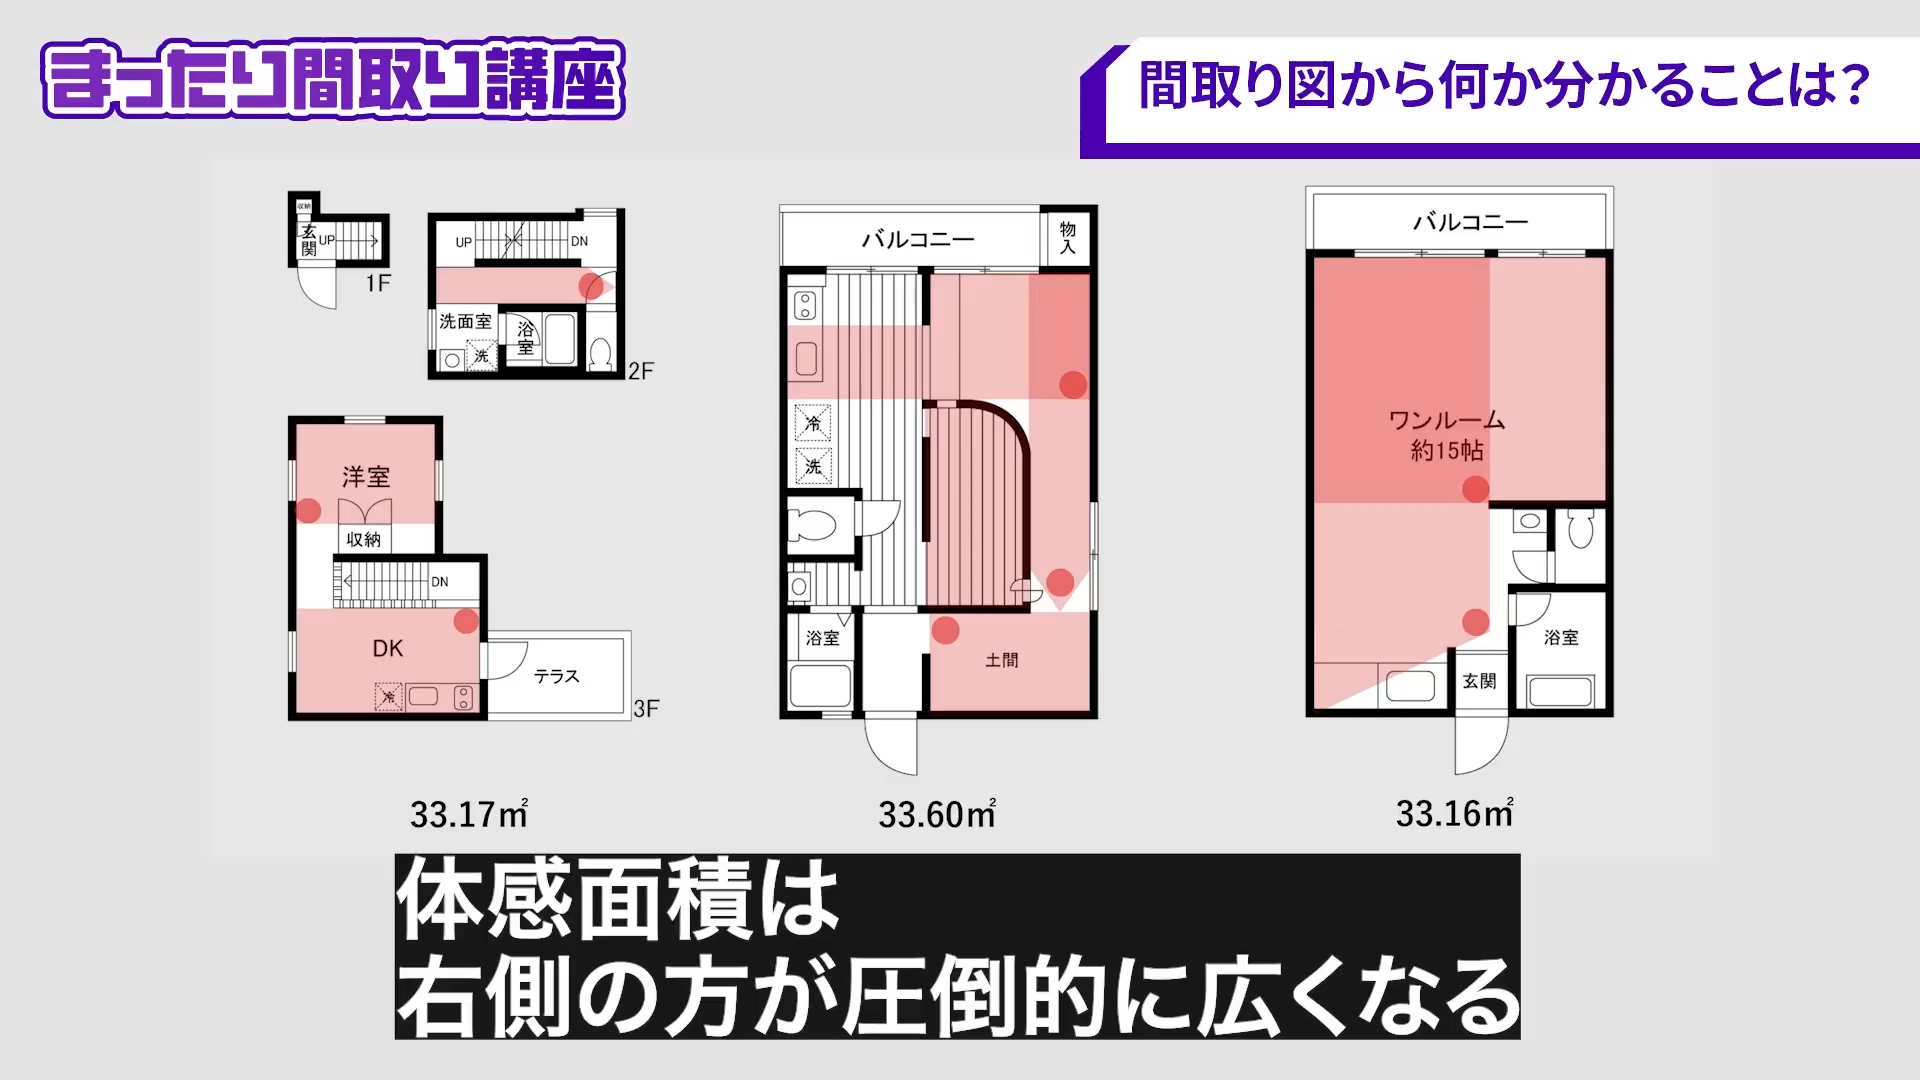 まったり間取り講座
間取り図から何か分かることは？
収納
玄関
UP
1F
UP
DN
洗面室
洗
浴室
2F
洋室
収納
DN
DK
冷
テラス
3F
33.17㎡
バルコニー
物入
冷
洗
浴室
土間
33.60㎡
バルコニー
ワンルーム
約15帖
玄関
浴室
33.16㎡
体感面積は
右側の方が圧倒的に広くなる